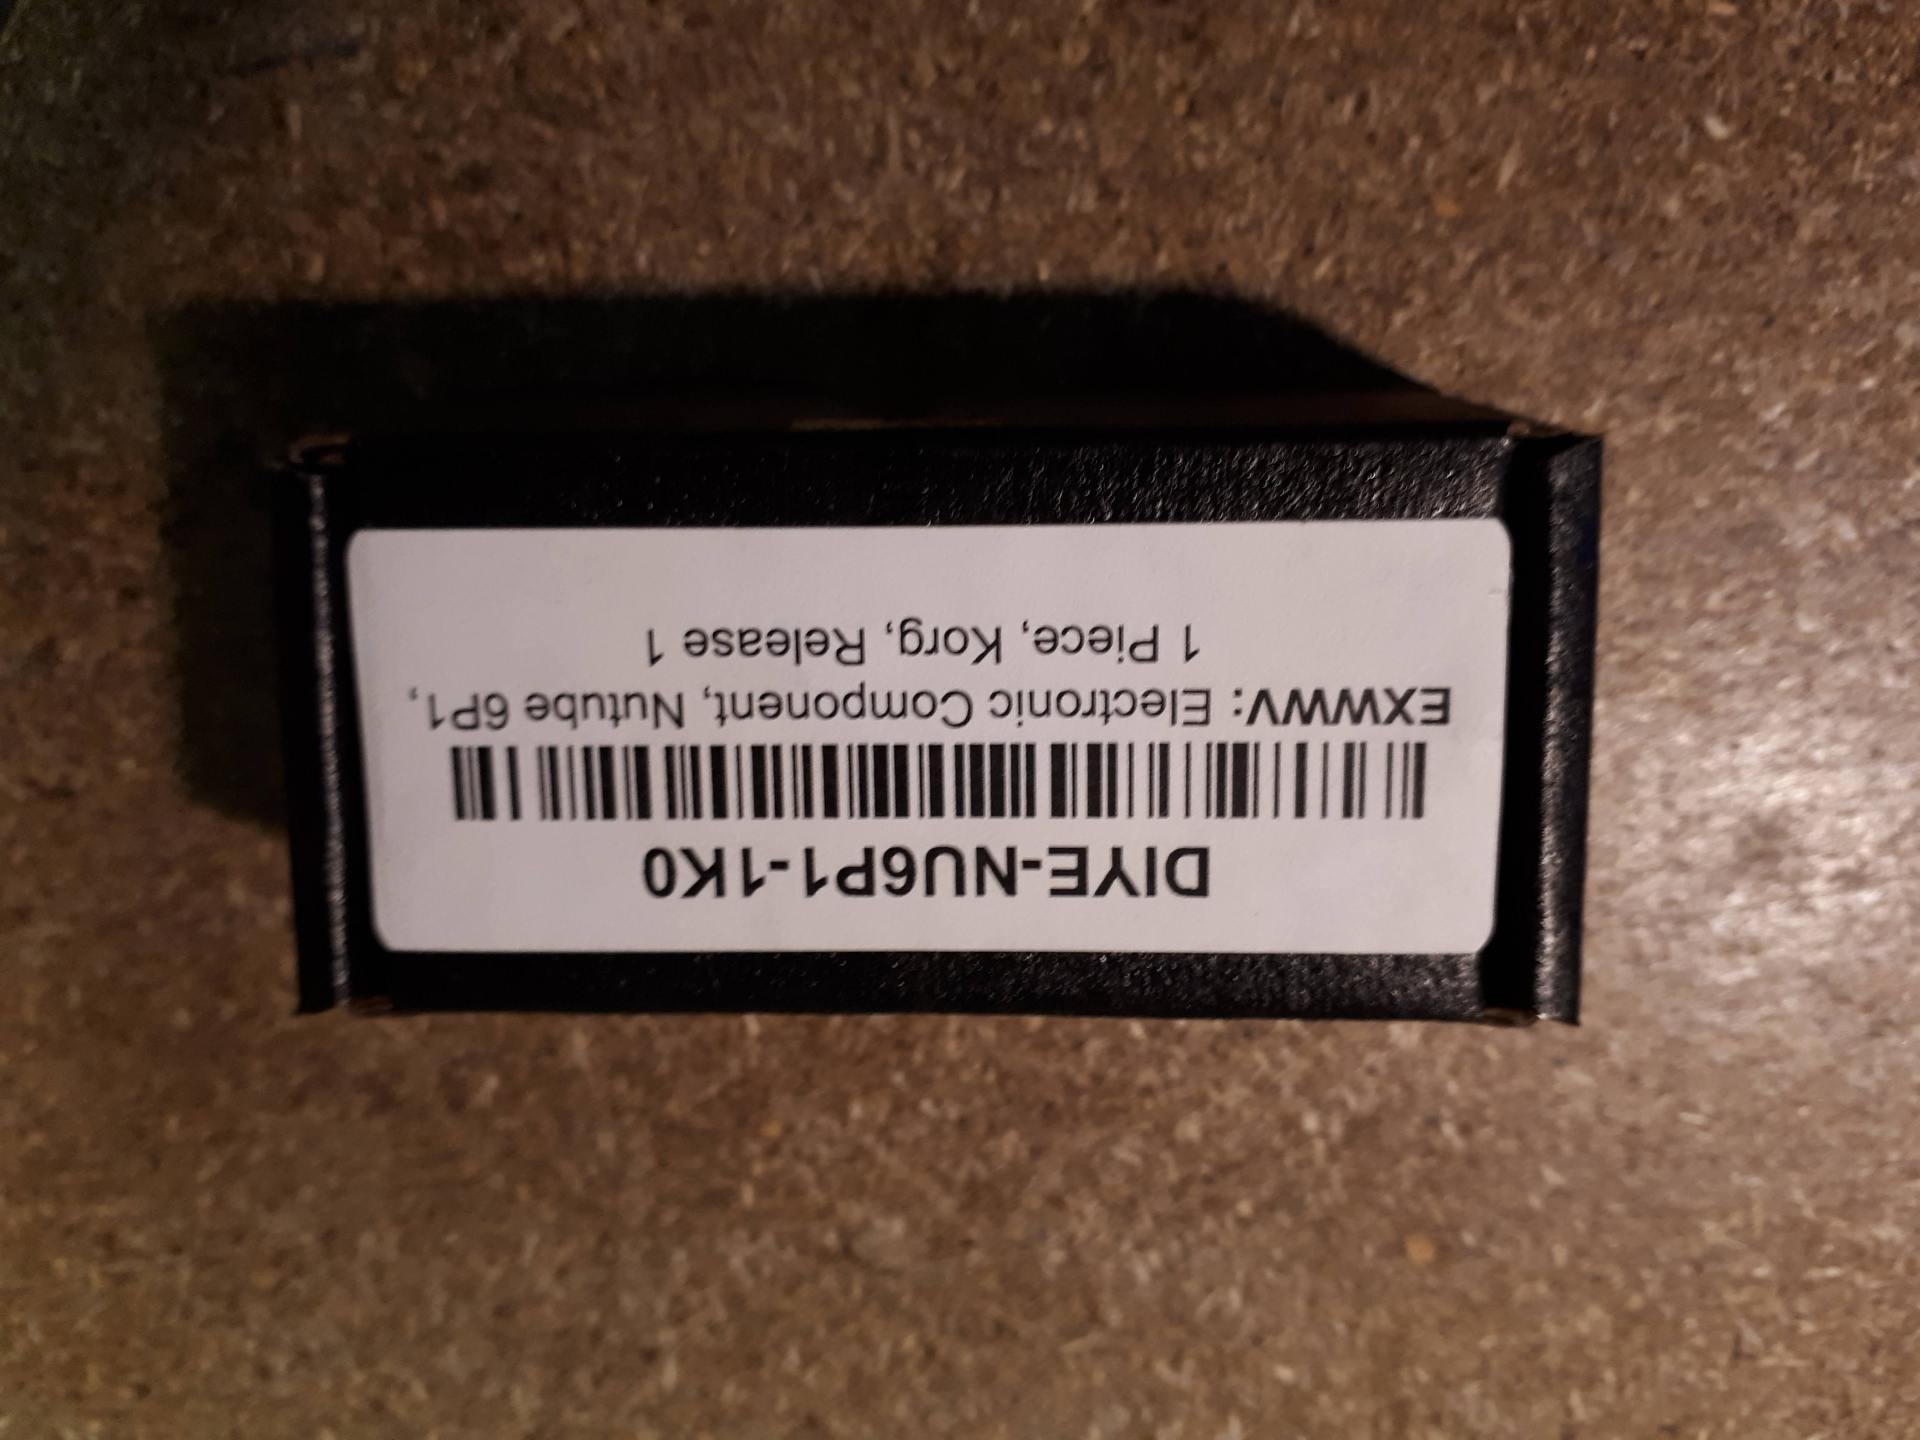 DIYE-NU6P1-1K0
EXWWV: Electronic Component, Nutube 6P1,
1 Piece, Korg, Release 1